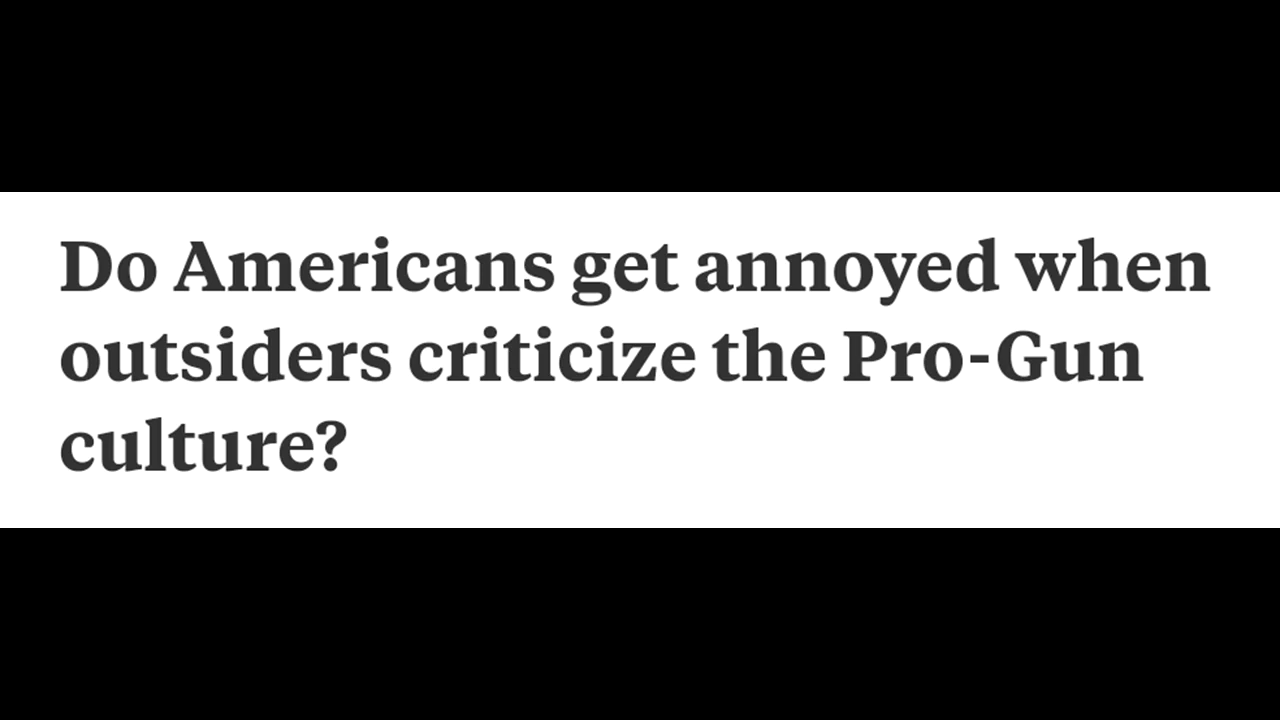 Do Americans get annoyed when
outsiders criticize the Pro-Gun
culture?